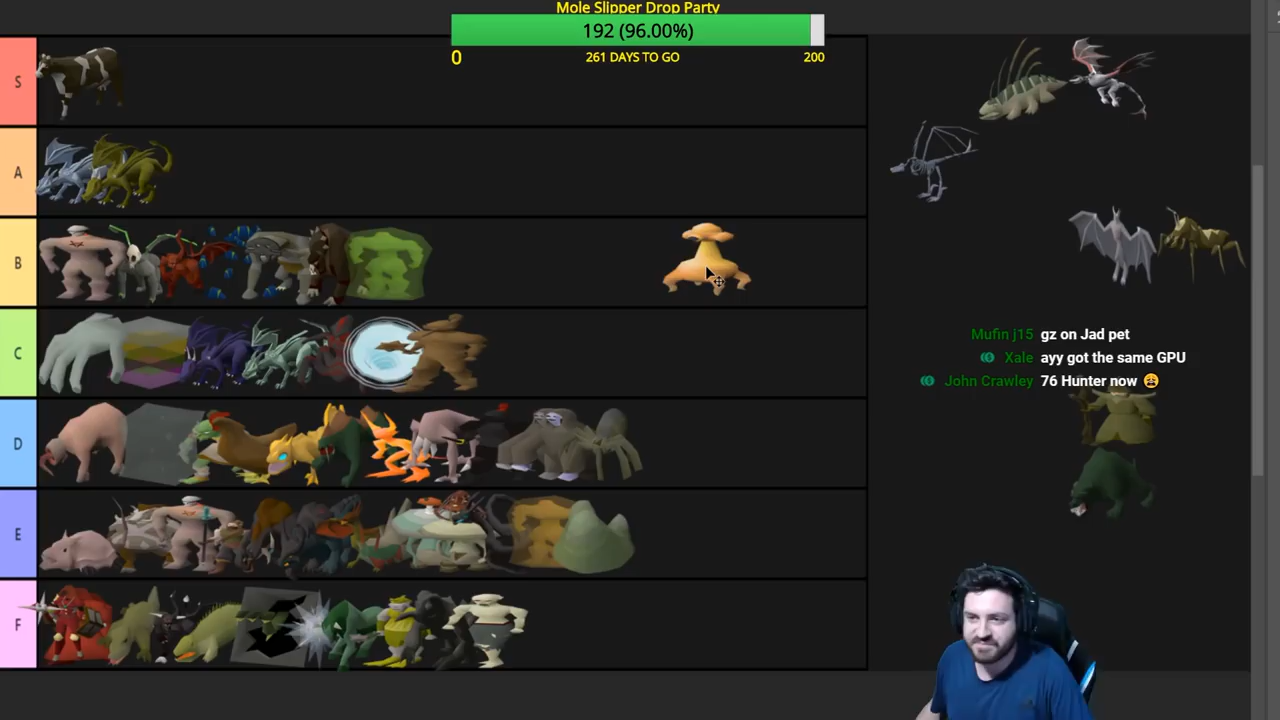 Mole Slipper Drop Party
192 (96.00%)
0
261 DAYS TO GO
200
S
A
B
C
D
E
F
Mufin j15 gz on Jad pet
Xale ayy got the same GPU
John Crawley 76 Hunter now 😩